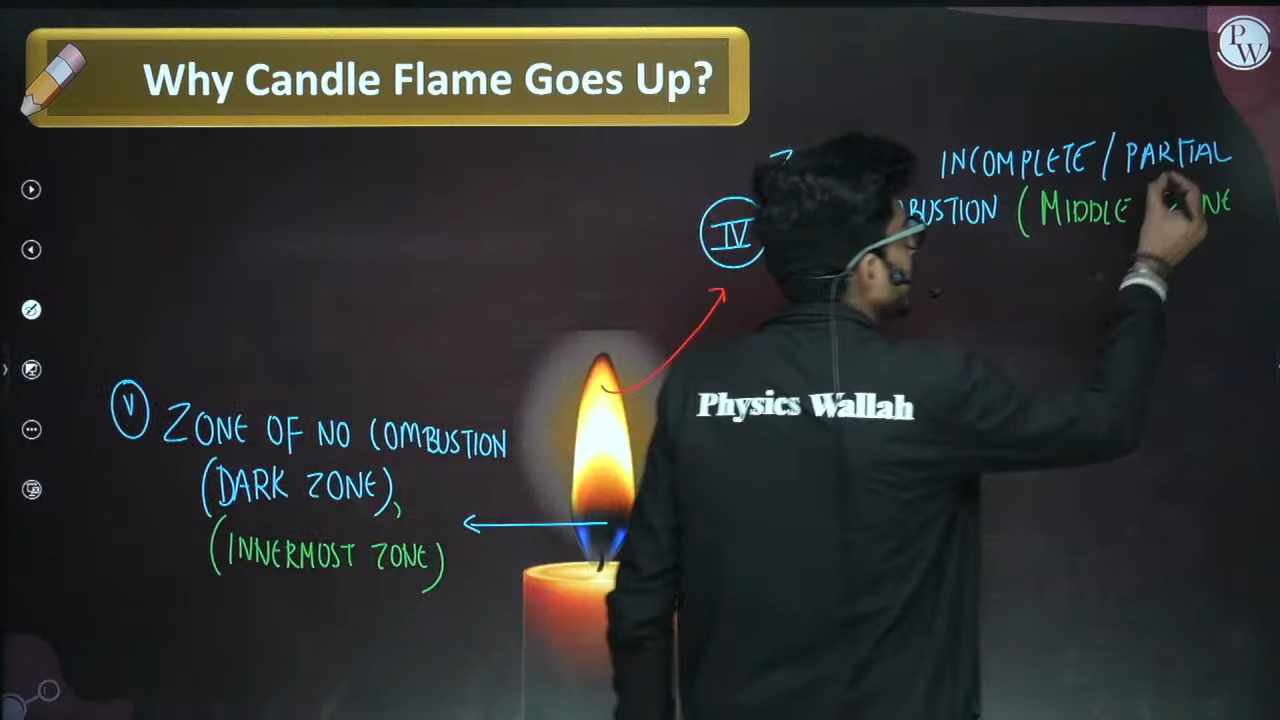 Why Candle Flame Goes Up?
PW
INCOMPLETE / PARTIAL
IV
(MIDDLE
Physics Wallah
V ZONE OF NO COMBUSTION
(DARK ZONE),
(INNERMOST ZONE)